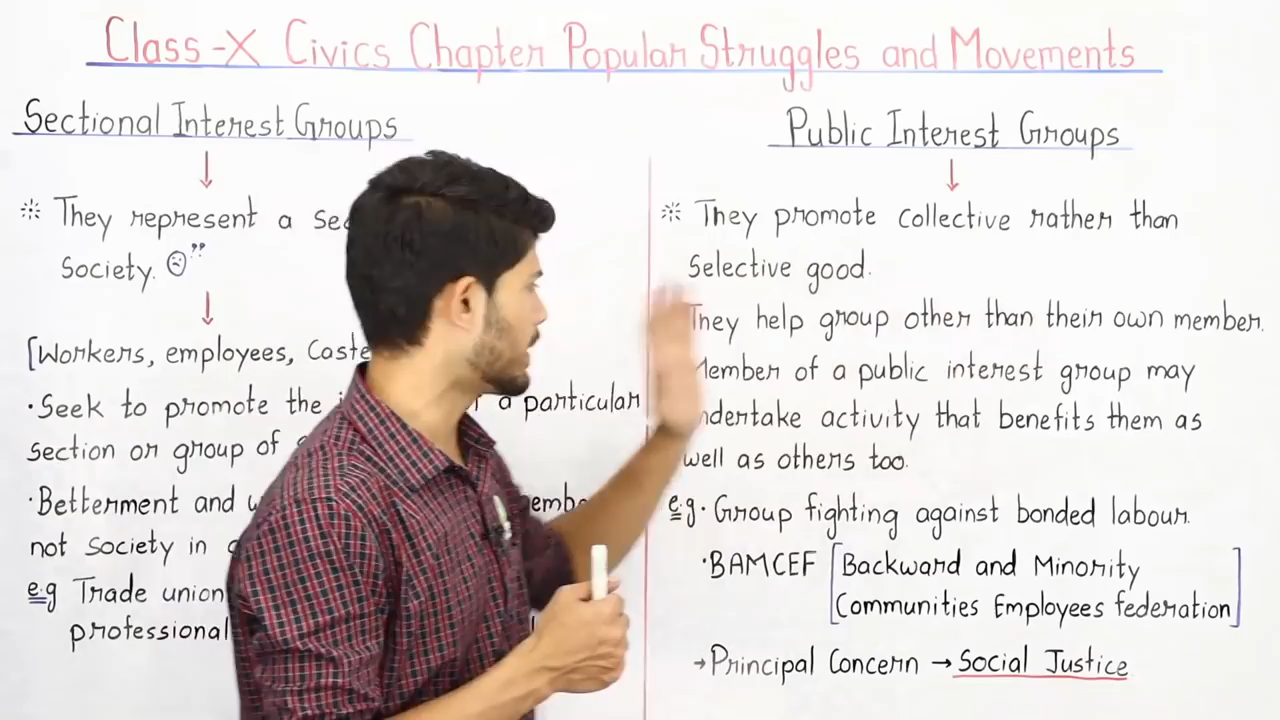 Class-X Civics Chapter Popular Struggles and Movements
Sectional Interest Groups
They represent a
society.
[Workers, employees, Caste
•Seek to promote the a particular
section or group of
•Betterment and
not society in
e.g Trade union
professional
Public Interest Groups
They promote collective rather than
Selective good.
They help group other than their own member.
Member of a public interest group may
undertake activity that benefits them as
well as others too.
e.g. Group fighting against bonded labour.
•BAMCEF [Backward and Minority
Communities Employees federation]
→Principal Concern → Social Justice